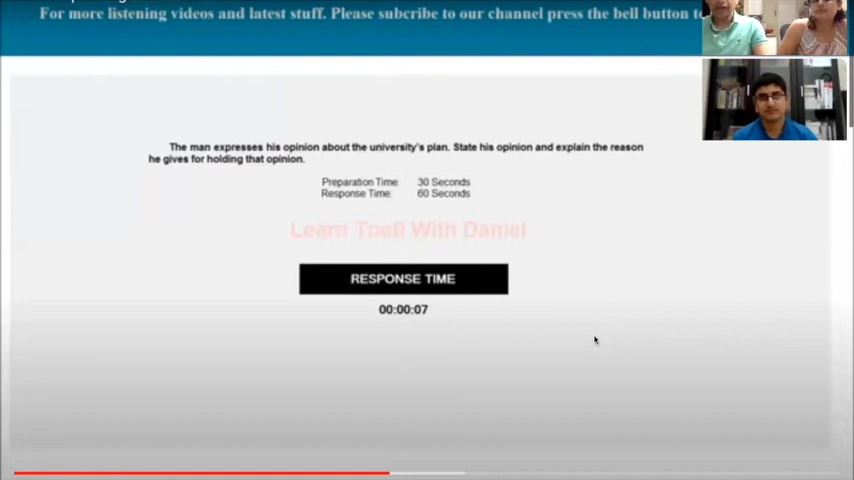 For more listening videos and latest stuff. Please subcribe to our channel press the bell button to
The man expresses his opinion about the university's plan. State his opinion and explain the reason
he gives for holding that opinion.
Preparation Time: 30 Seconds
Response Time: 60 Seconds
Learn Toefl With Daniel
RESPONSE TIME
00:00:07